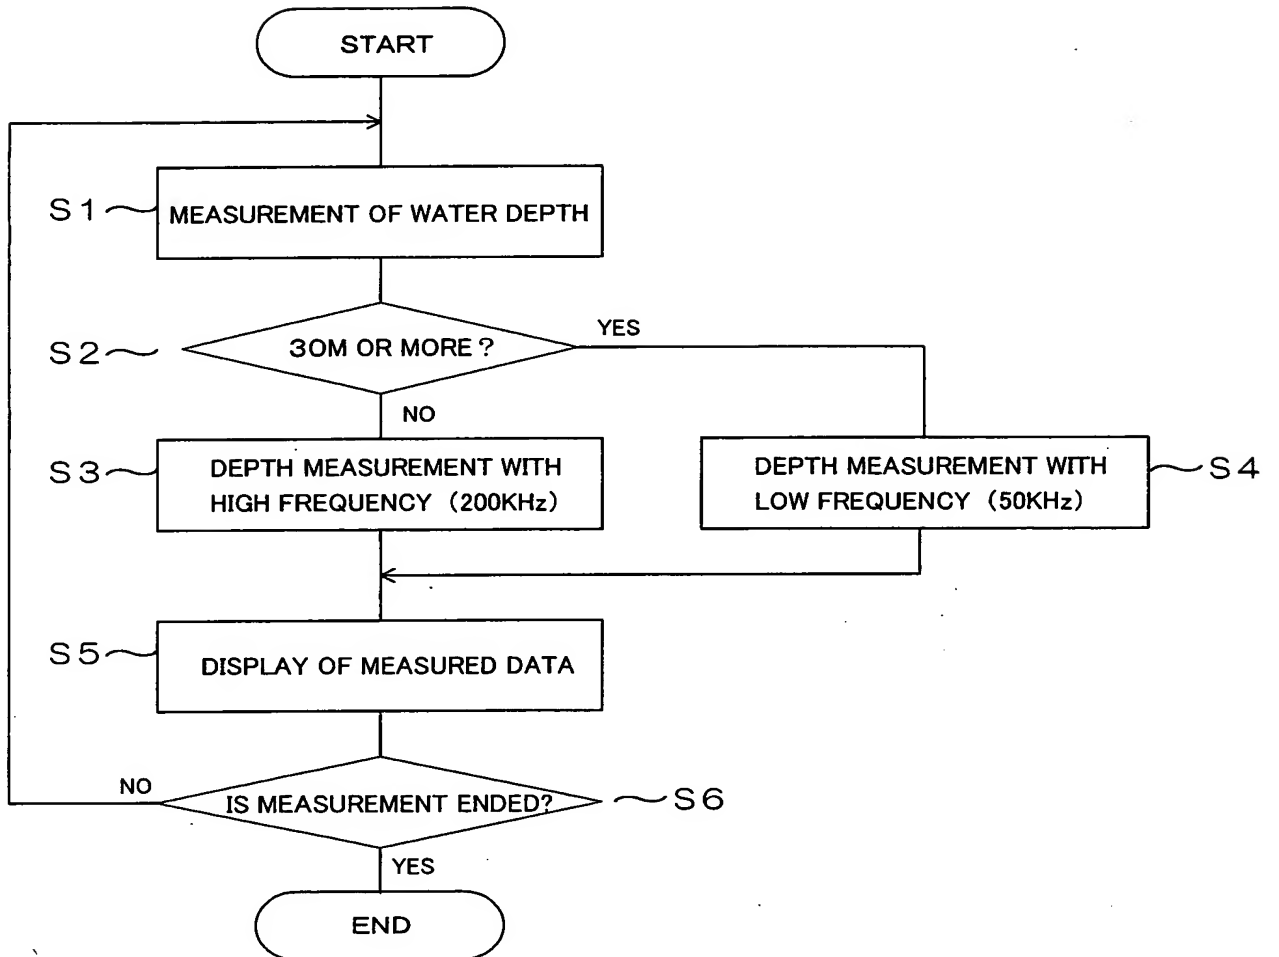 START
S1
MEASUREMENT OF WATER DEPTH
S2
30M OR MORE?
YES
NO
S3
DEPTH MEASUREMENT WITH
HIGH FREQUENCY (200KHz)
DEPTH MEASUREMENT WITH
LOW FREQUENCY (50KHz)
S4
S5
DISPLAY OF MEASURED DATA
NO
IS MEASUREMENT ENDED?
S6
YES
END